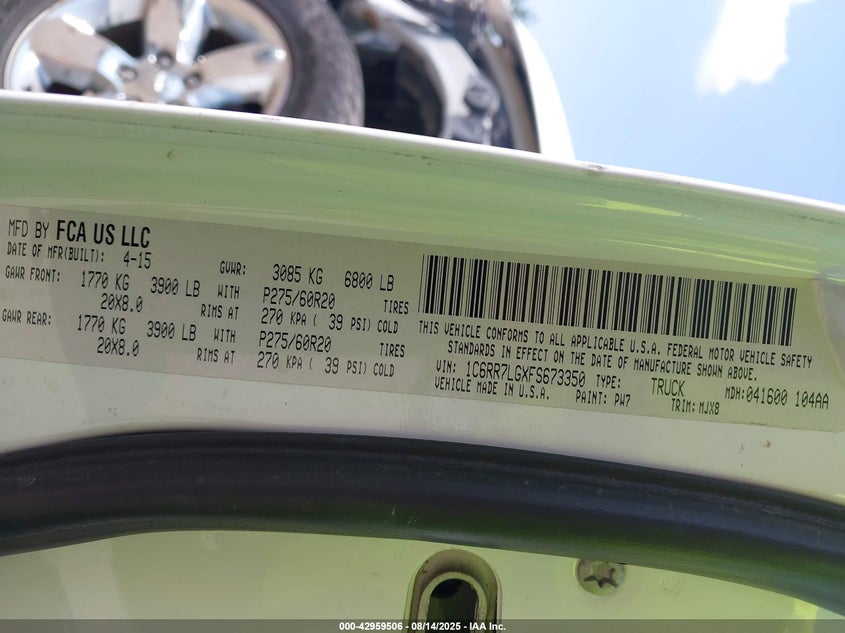 MFD BY FCA US LLC
DATE OF MFR(BUILT): 4-15 GVWR: 3085 KG 6800 LB
GAWR FRONT: 1770 KG 3900 LB WITH P275/60R20 TIRES
20X8.0 RIMS AT 270 KPA ( 39 PSI) COLD
GAWR REAR: 1770 KG 3900 LB WITH P275/60R20 TIRES
20X8.0 RIMS AT 270 KPA ( 39 PSI) COLD
THIS VEHICLE CONFORMS TO ALL APPLICABLE U.S.A. FEDERAL MOTOR VEHICLE SAFETY
STANDARDS IN EFFECT ON THE DATE OF MANUFACTURE SHOWN ABOVE.
VIN: 1C6RR7LGXFS673350 TYPE: TRUCK MDH:041600 104AA
VEHICLE MADE IN U.S.A. PAINT: PW7 TRIM: MJX8
000-42959506 - 08/14/2025 - IAA Inc.